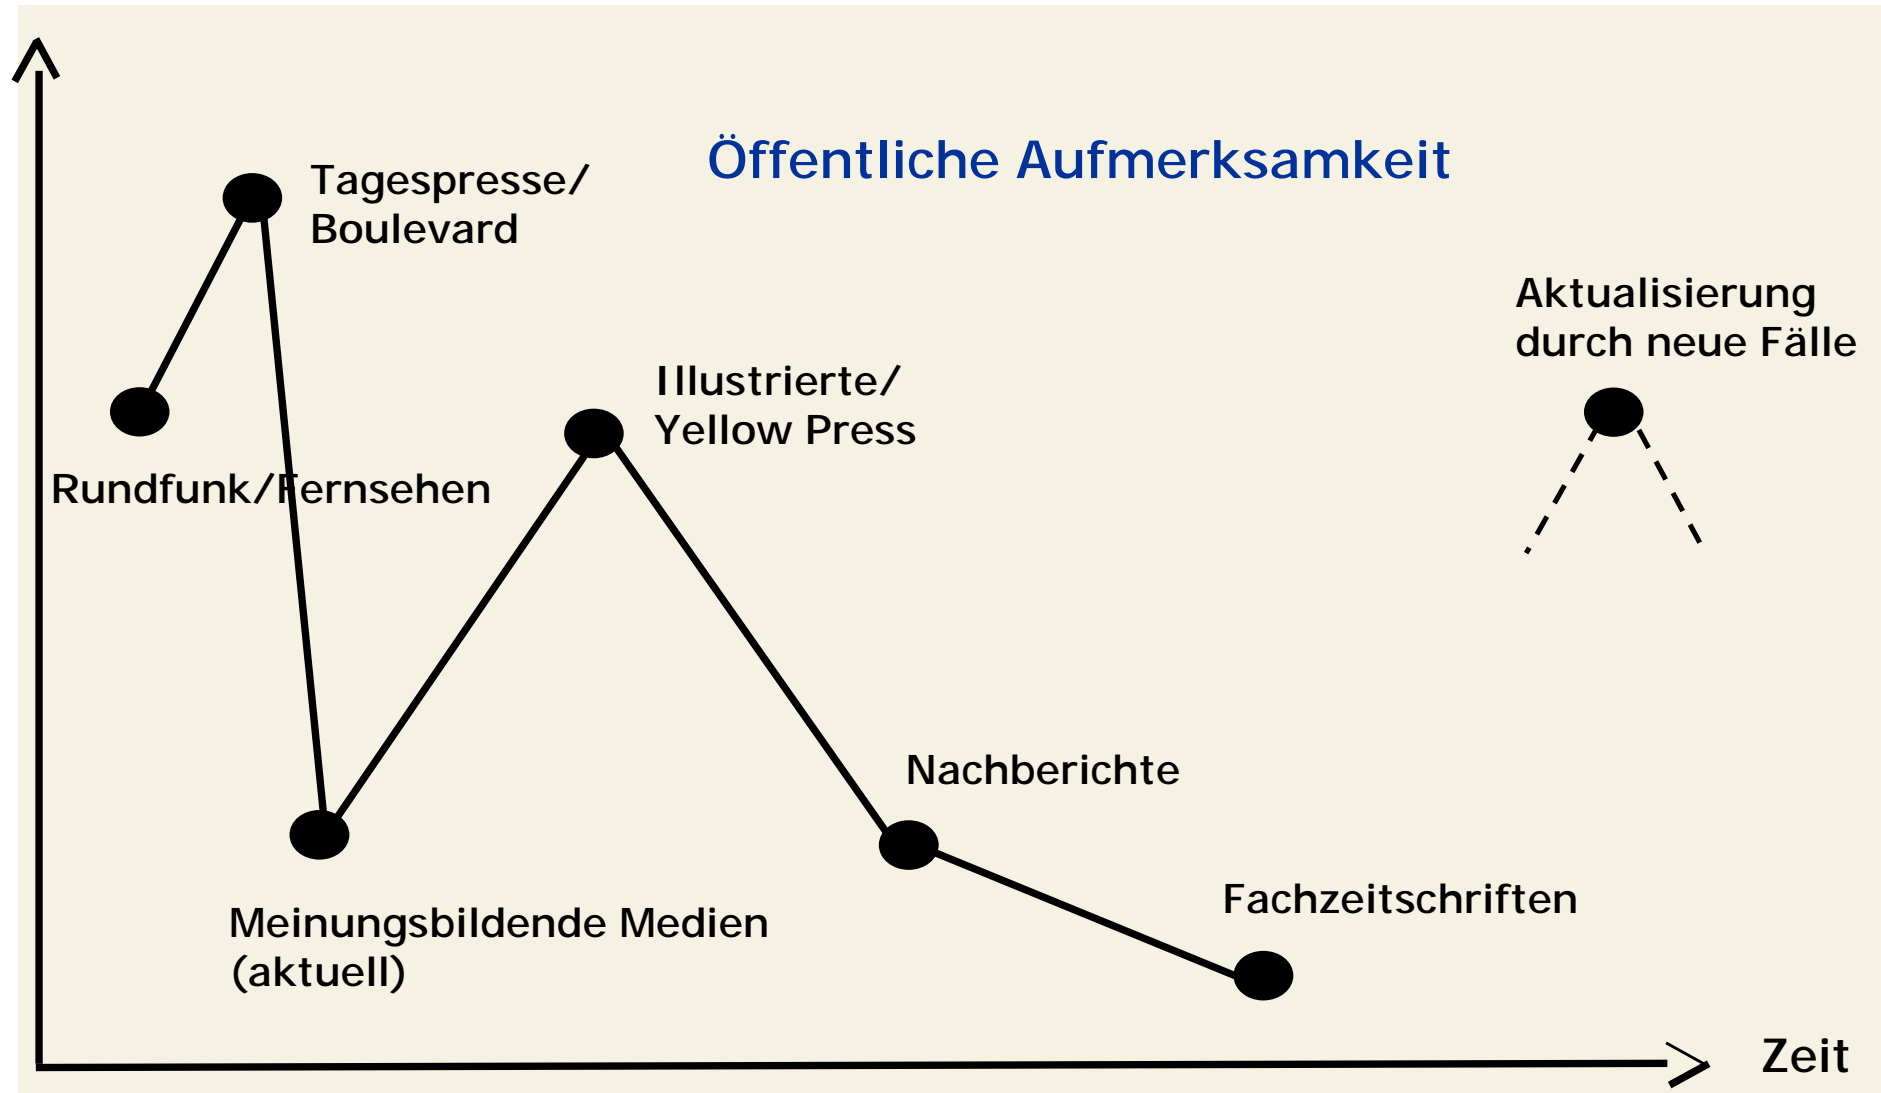 Öffentliche Aufmerksamkeit
Tagespresse/
Boulevard
Aktualisierung
durch neue Fälle
Illustrierte/
Yellow Press
Rundfunk/Fernsehen
Nachberichte
Fachzeitschriften
Meinungsbildende Medien
(aktuell)
Zeit